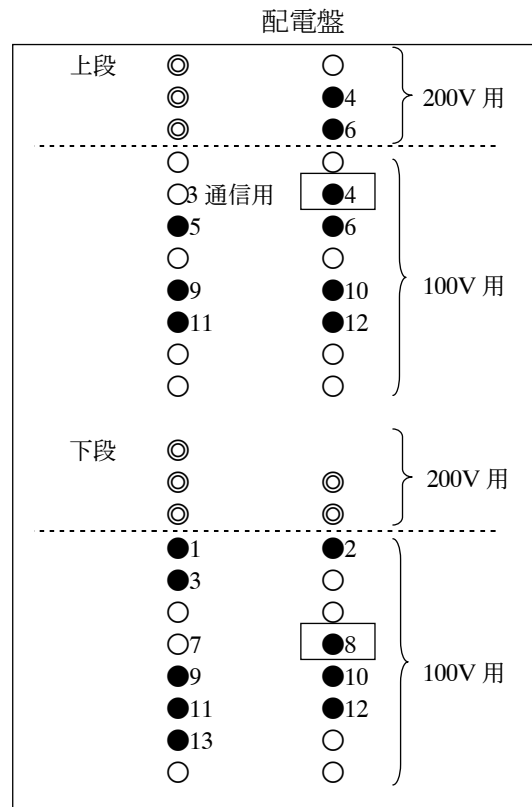 配電盤
上段 ◎ ○
◎ ●4
◎ ●6
200V 用
○ ○
○3 通信用 ●4
●5 ●6
○ ○
●9 ●10
●11 ●12
○ ○
○ ○
100V 用
下段 ◎
◎ ◎
◎ ◎
200V 用
●1 ●2
●3 ○
○ ○
○7 ●8
●9 ●10
●11 ●12
●13 ○
○ ○
100V 用